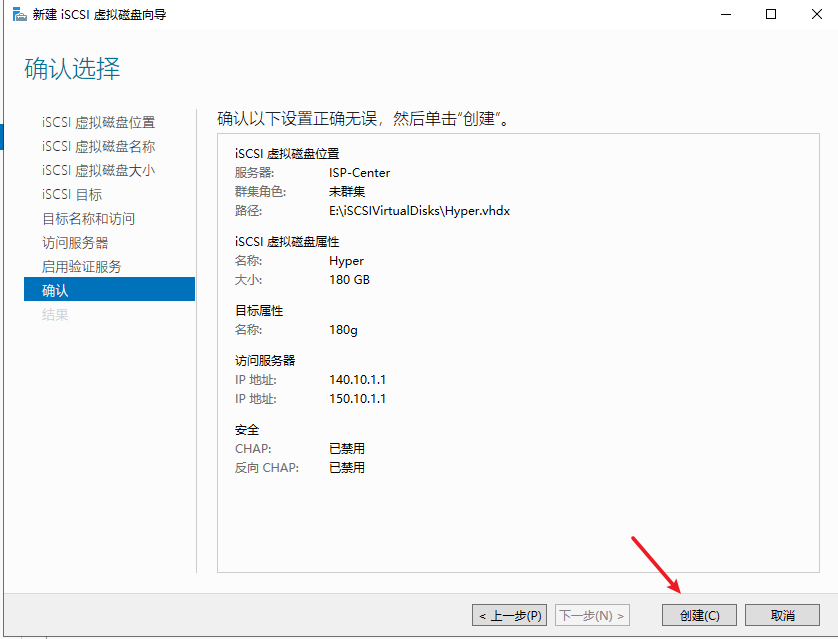 新建 iSCSI 虚拟磁盘向导
确认选择
iSCSI 虚拟磁盘位置
iSCSI 虚拟磁盘名称
iSCSI 虚拟磁盘大小
iSCSI 目标
目标名称和访问
访问服务器
启用验证服务
确认
结果
确认以下设置正确无误，然后单击“创建”。
iSCSI 虚拟磁盘位置
服务器: ISP-Center
群集角色: 未群集
路径: E:\iSCSIVirtualDisks\Hyper.vhdx
iSCSI 虚拟磁盘属性
名称: Hyper
大小: 180 GB
目标属性
名称: 180g
访问服务器
IP 地址: 140.10.1.1
IP 地址: 150.10.1.1
安全
CHAP: 已禁用
反向 CHAP: 已禁用
< 上一步(P) 下一步(N) > 创建(C) 取消